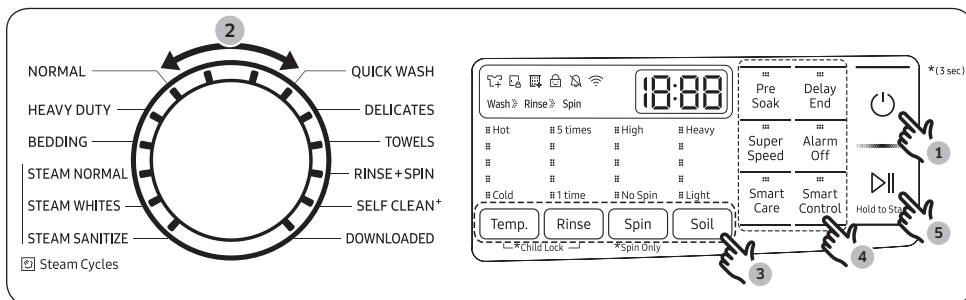 2
NORMAL
HEAVY DUTY
BEDDING
STEAM NORMAL
STEAM WHITES
STEAM SANITIZE
Steam Cycles
QUICK WASH
DELICATES
TOWELS
RINSE+SPIN
SELF CLEAN+
DOWNLOADED
Wash Rinse Spin
18:88
Hot 5 times High Heavy
Cold 1 time No Spin Light
Temp. Rinse Spin Soil
*Child Lock *Spin Only
3
Pre Soak
Delay End
Super Speed
Alarm Off
Smart Care
Smart Control
4
*(3 sec)
1
Hold to Sta
5